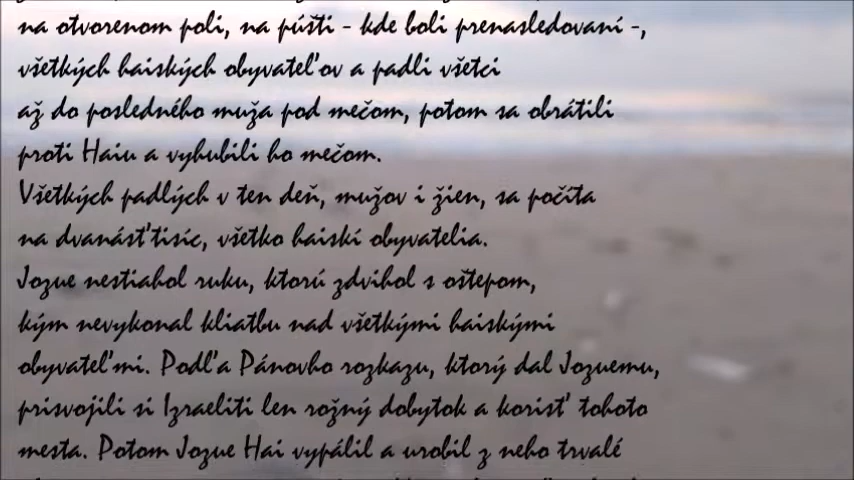 na otvorenom poli, na púšti - kde boli prenasledovaní -,
všetkých haiských obyvateľov a padli všetci
až do posledného muža pod mečom, potom sa obrátili
proti Haiu a vyhubili ho mečom.
Všetkých padlých v ten deň, mužov i žien, sa počíta
na dvanásťtisíc, všetko haiskí obyvatelia.
Jozue nestiahol ruku, ktorú zdvihol s oštepom,
kým nevykonal kliatbu nad všetkými haiskými
obyvateľmi. Podľa Pánovho rozkazu, ktorý dal Jozuemu,
prisvojili si Izraeliti len rožný dobytok a korisť tohoto
mesta. Potom Jozue Hai vypálil a urobil z neho trvalé